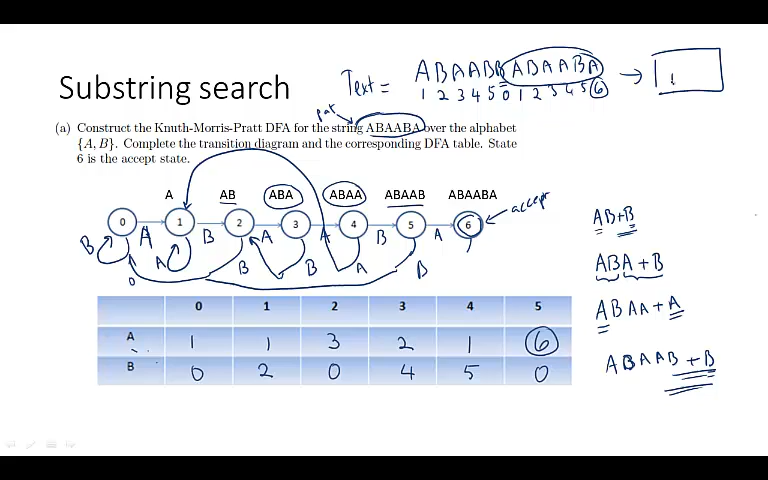 Substring search
Text = ABAABBABAABA
1 2 3 4 5 0 1 2 3 4 5 6
pat
(a) Construct the Knuth-Morris-Pratt DFA for the string ABAABA over the alphabet
{A, B}. Complete the transition diagram and the corresponding DFA table. State
6 is the accept state.
A AB ABA ABAA ABAAB ABAABA
0 1 2 3 4 5 6
accept
A B A A B A
B A B B A B
0
0 1 2 3 4 5
A 1 1 3 2 1 6
B 0 2 0 4 5 0
AB+B
ABA+B
ABAA+A
ABAAB+B